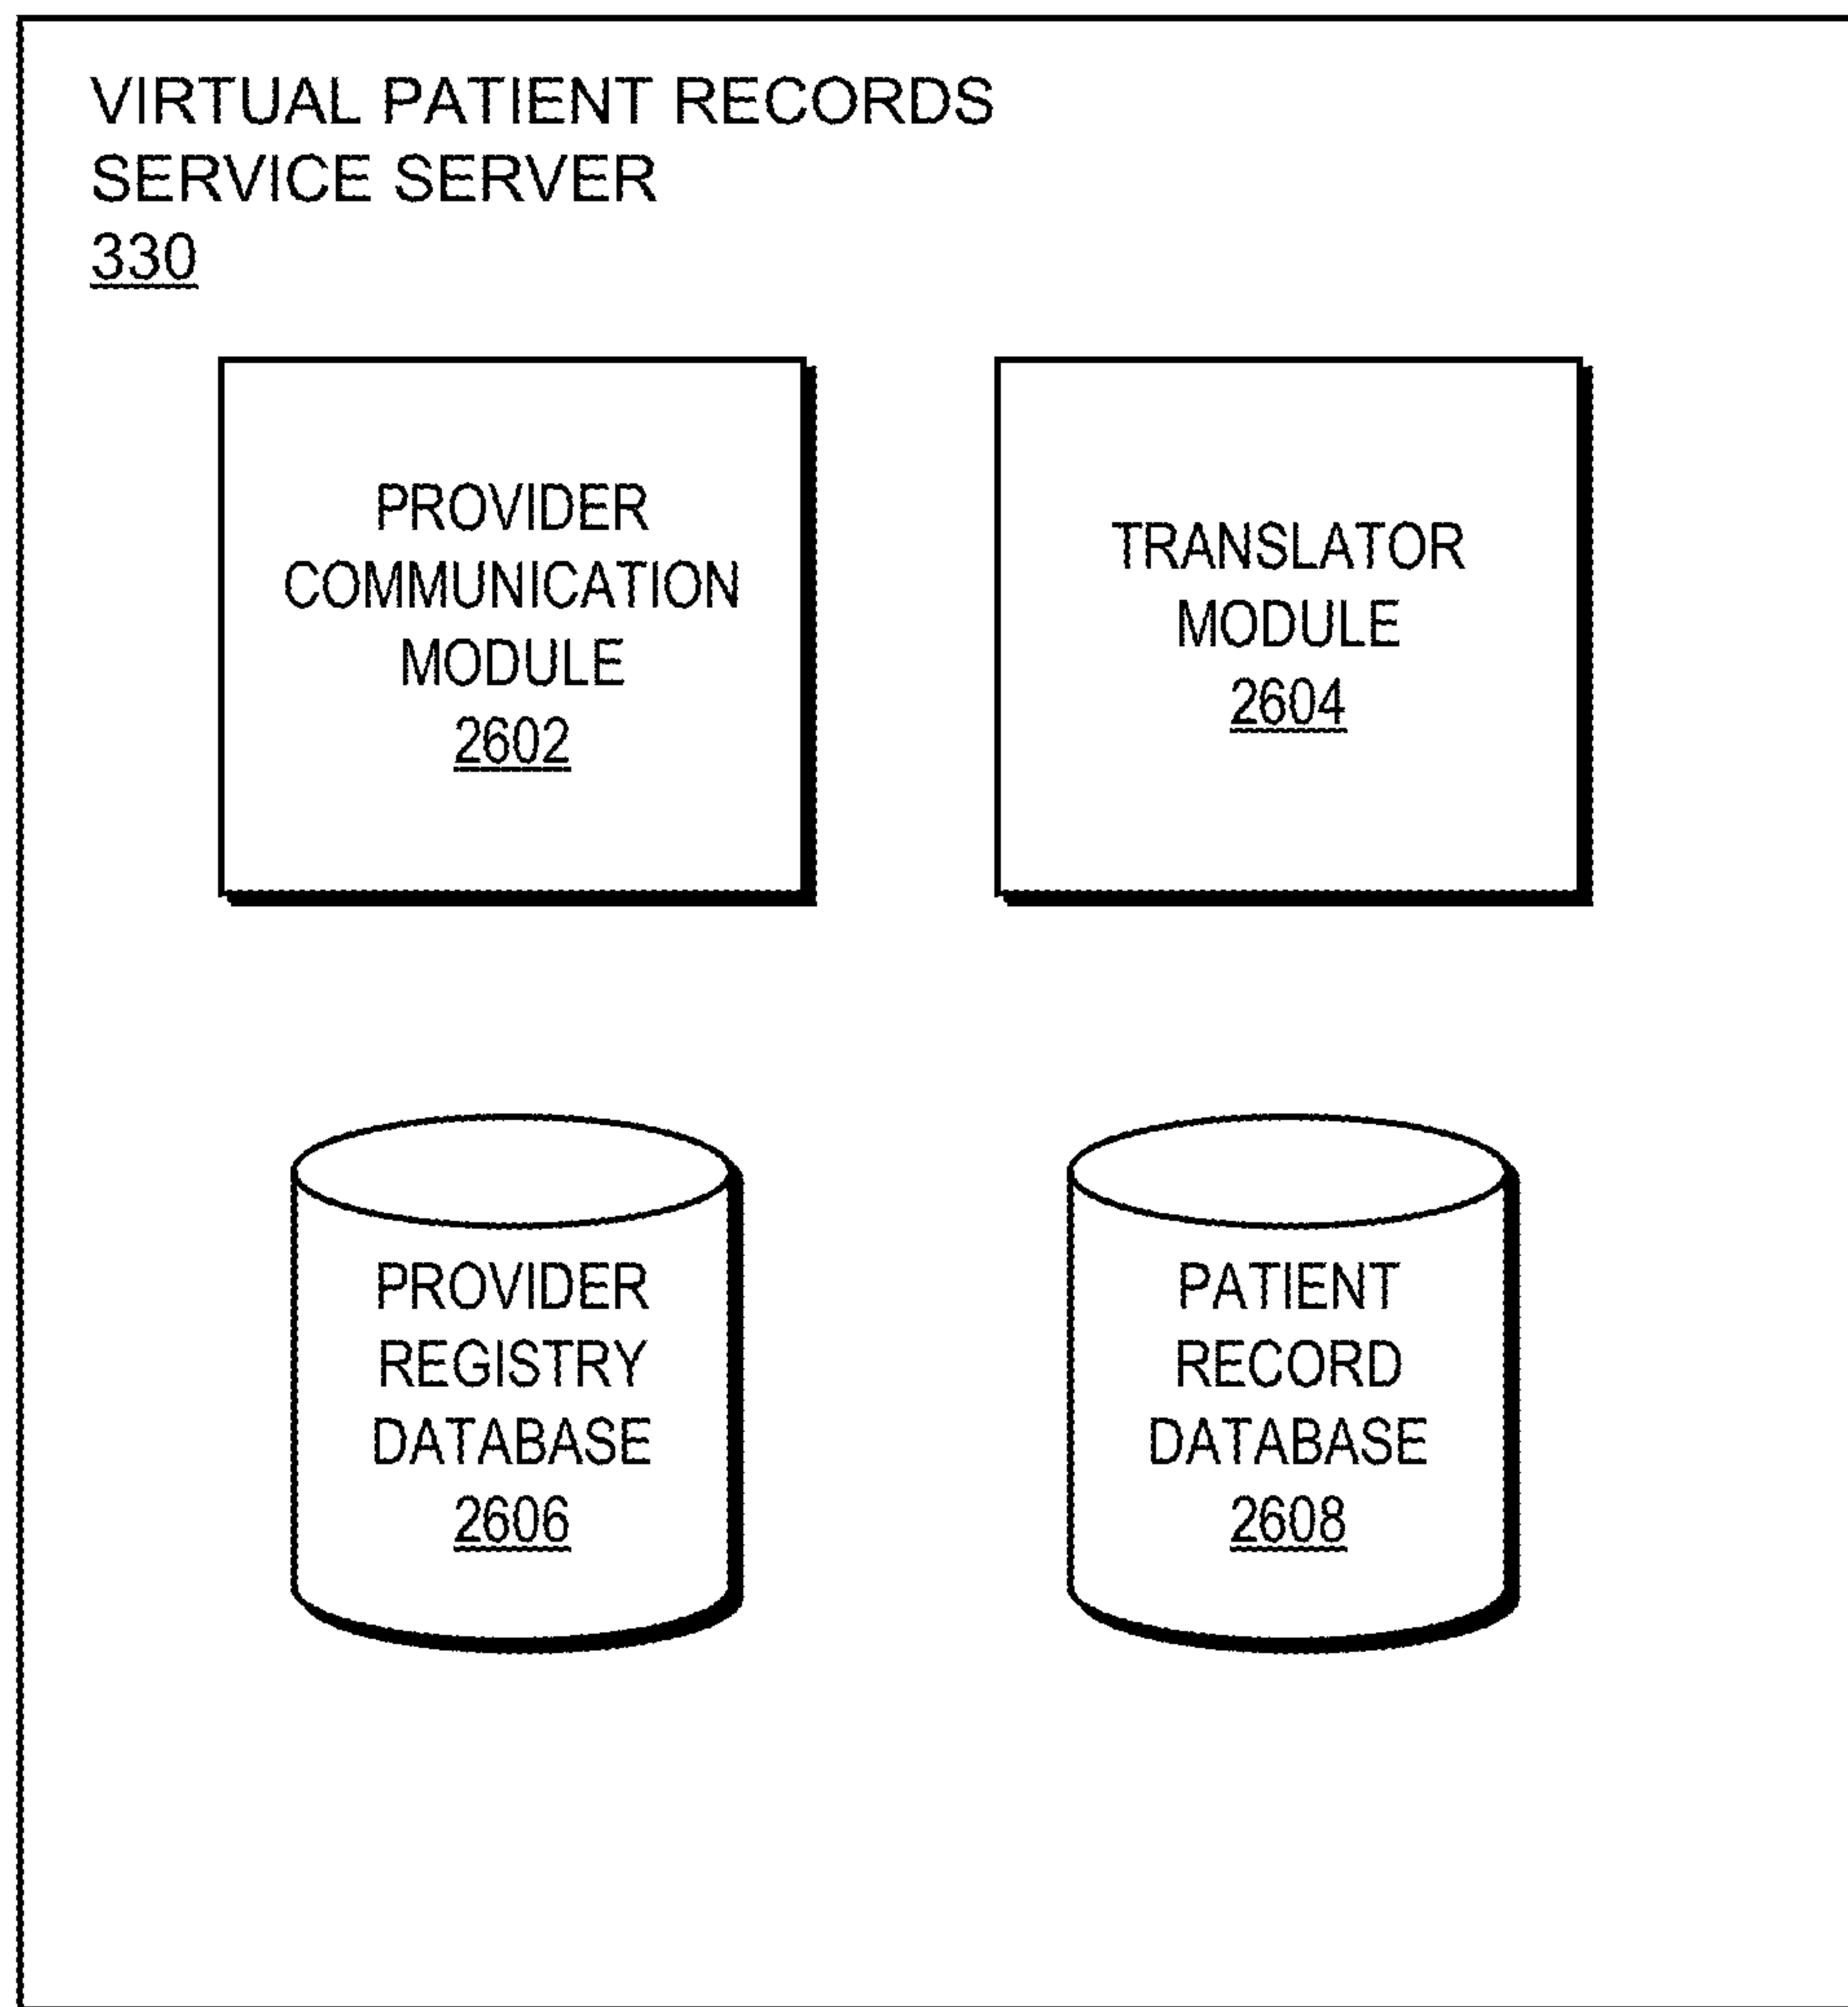 VIRTUAL PATIENT RECORDS
SERVICE SERVER
330
PROVIDER
COMMUNICATION
MODULE
2602
TRANSLATOR
MODULE
2604
PROVIDER
REGISTRY
DATABASE
2606
PATIENT
RECORD
DATABASE
2608